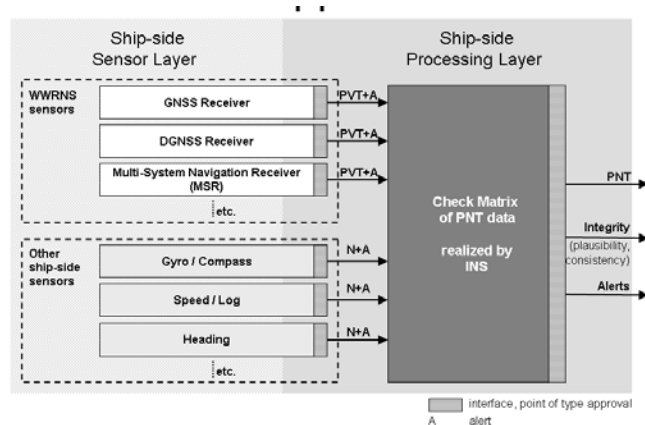 Ship-side
Sensor Layer
Ship-side
Processing Layer
WWRNS
sensors
GNSS Receiver
PVT+A
DGNSS Receiver
PVT+A
Multi-System Navigation Receiver
(MSR)
PVT+A
etc.
Other
ship-side
sensors
Gyro / Compass
N+A
Speed / Log
N+A
Heading
N+A
etc.
Check Matrix
of PNT data
realized by
INS
PNT
Integrity
(plausibility,
consistency)
Alerts
interface, point of type approval
A alert